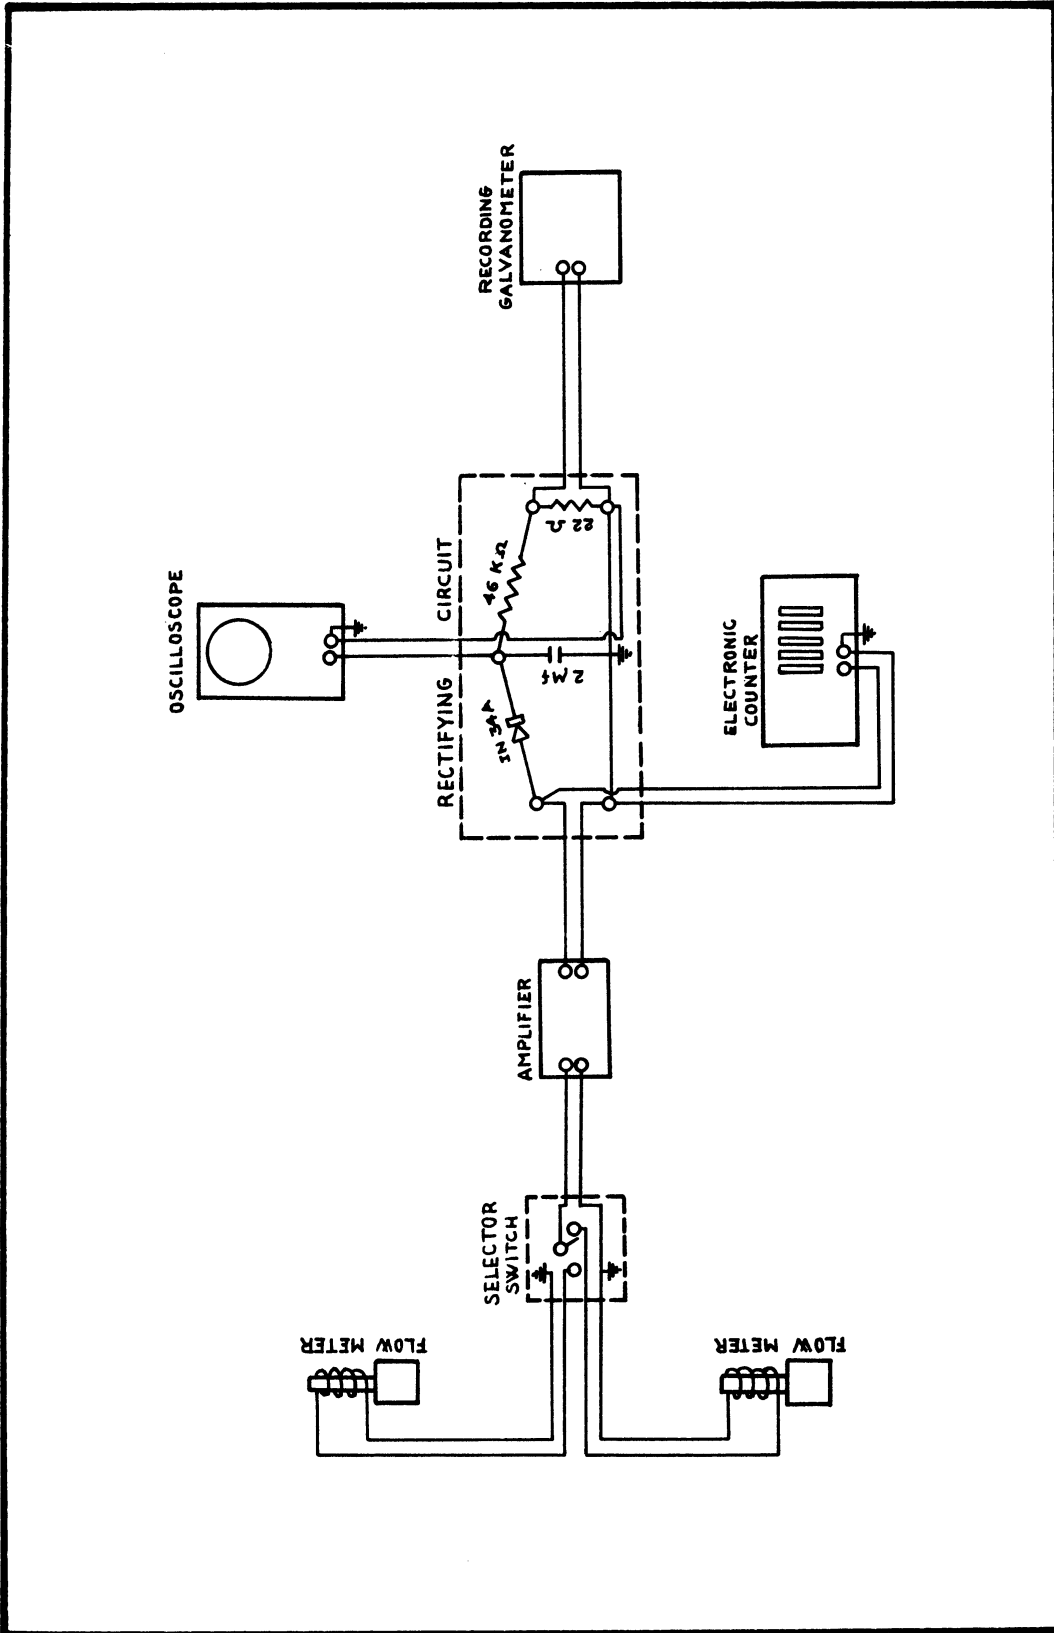 RECORDING
GALVANOMETER
OSCILLOSCOPE
RECTIFYING CIRCUIT
46 KΩ
22 Ω
2 Mf
IN 34A
ELECTRONIC
COUNTER
AMPLIFIER
SELECTOR
SWITCH
FLOW METER
FLOW METER